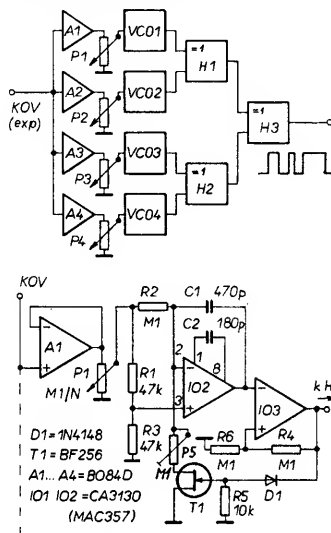 A1
P1
VCO1
=1
H1
KOV
(exp)
A2
P2
VCO2
=1
H3
A3
P3
VCO3
=1
H2
A4
P4
VCO4
KOV
R2
M1
C1
470p
C2
180p
A1
P1
M1/N
R1
47k
2
1
8
3
IO2
IO3
k H
R3
47k
P5
M1
R6
M1
R4
M1
T1
R5
10k
D1
D1=1N4148
T1=BF256
A1...A4=B084D
IO1 IO2=CA3130
(MAC357)